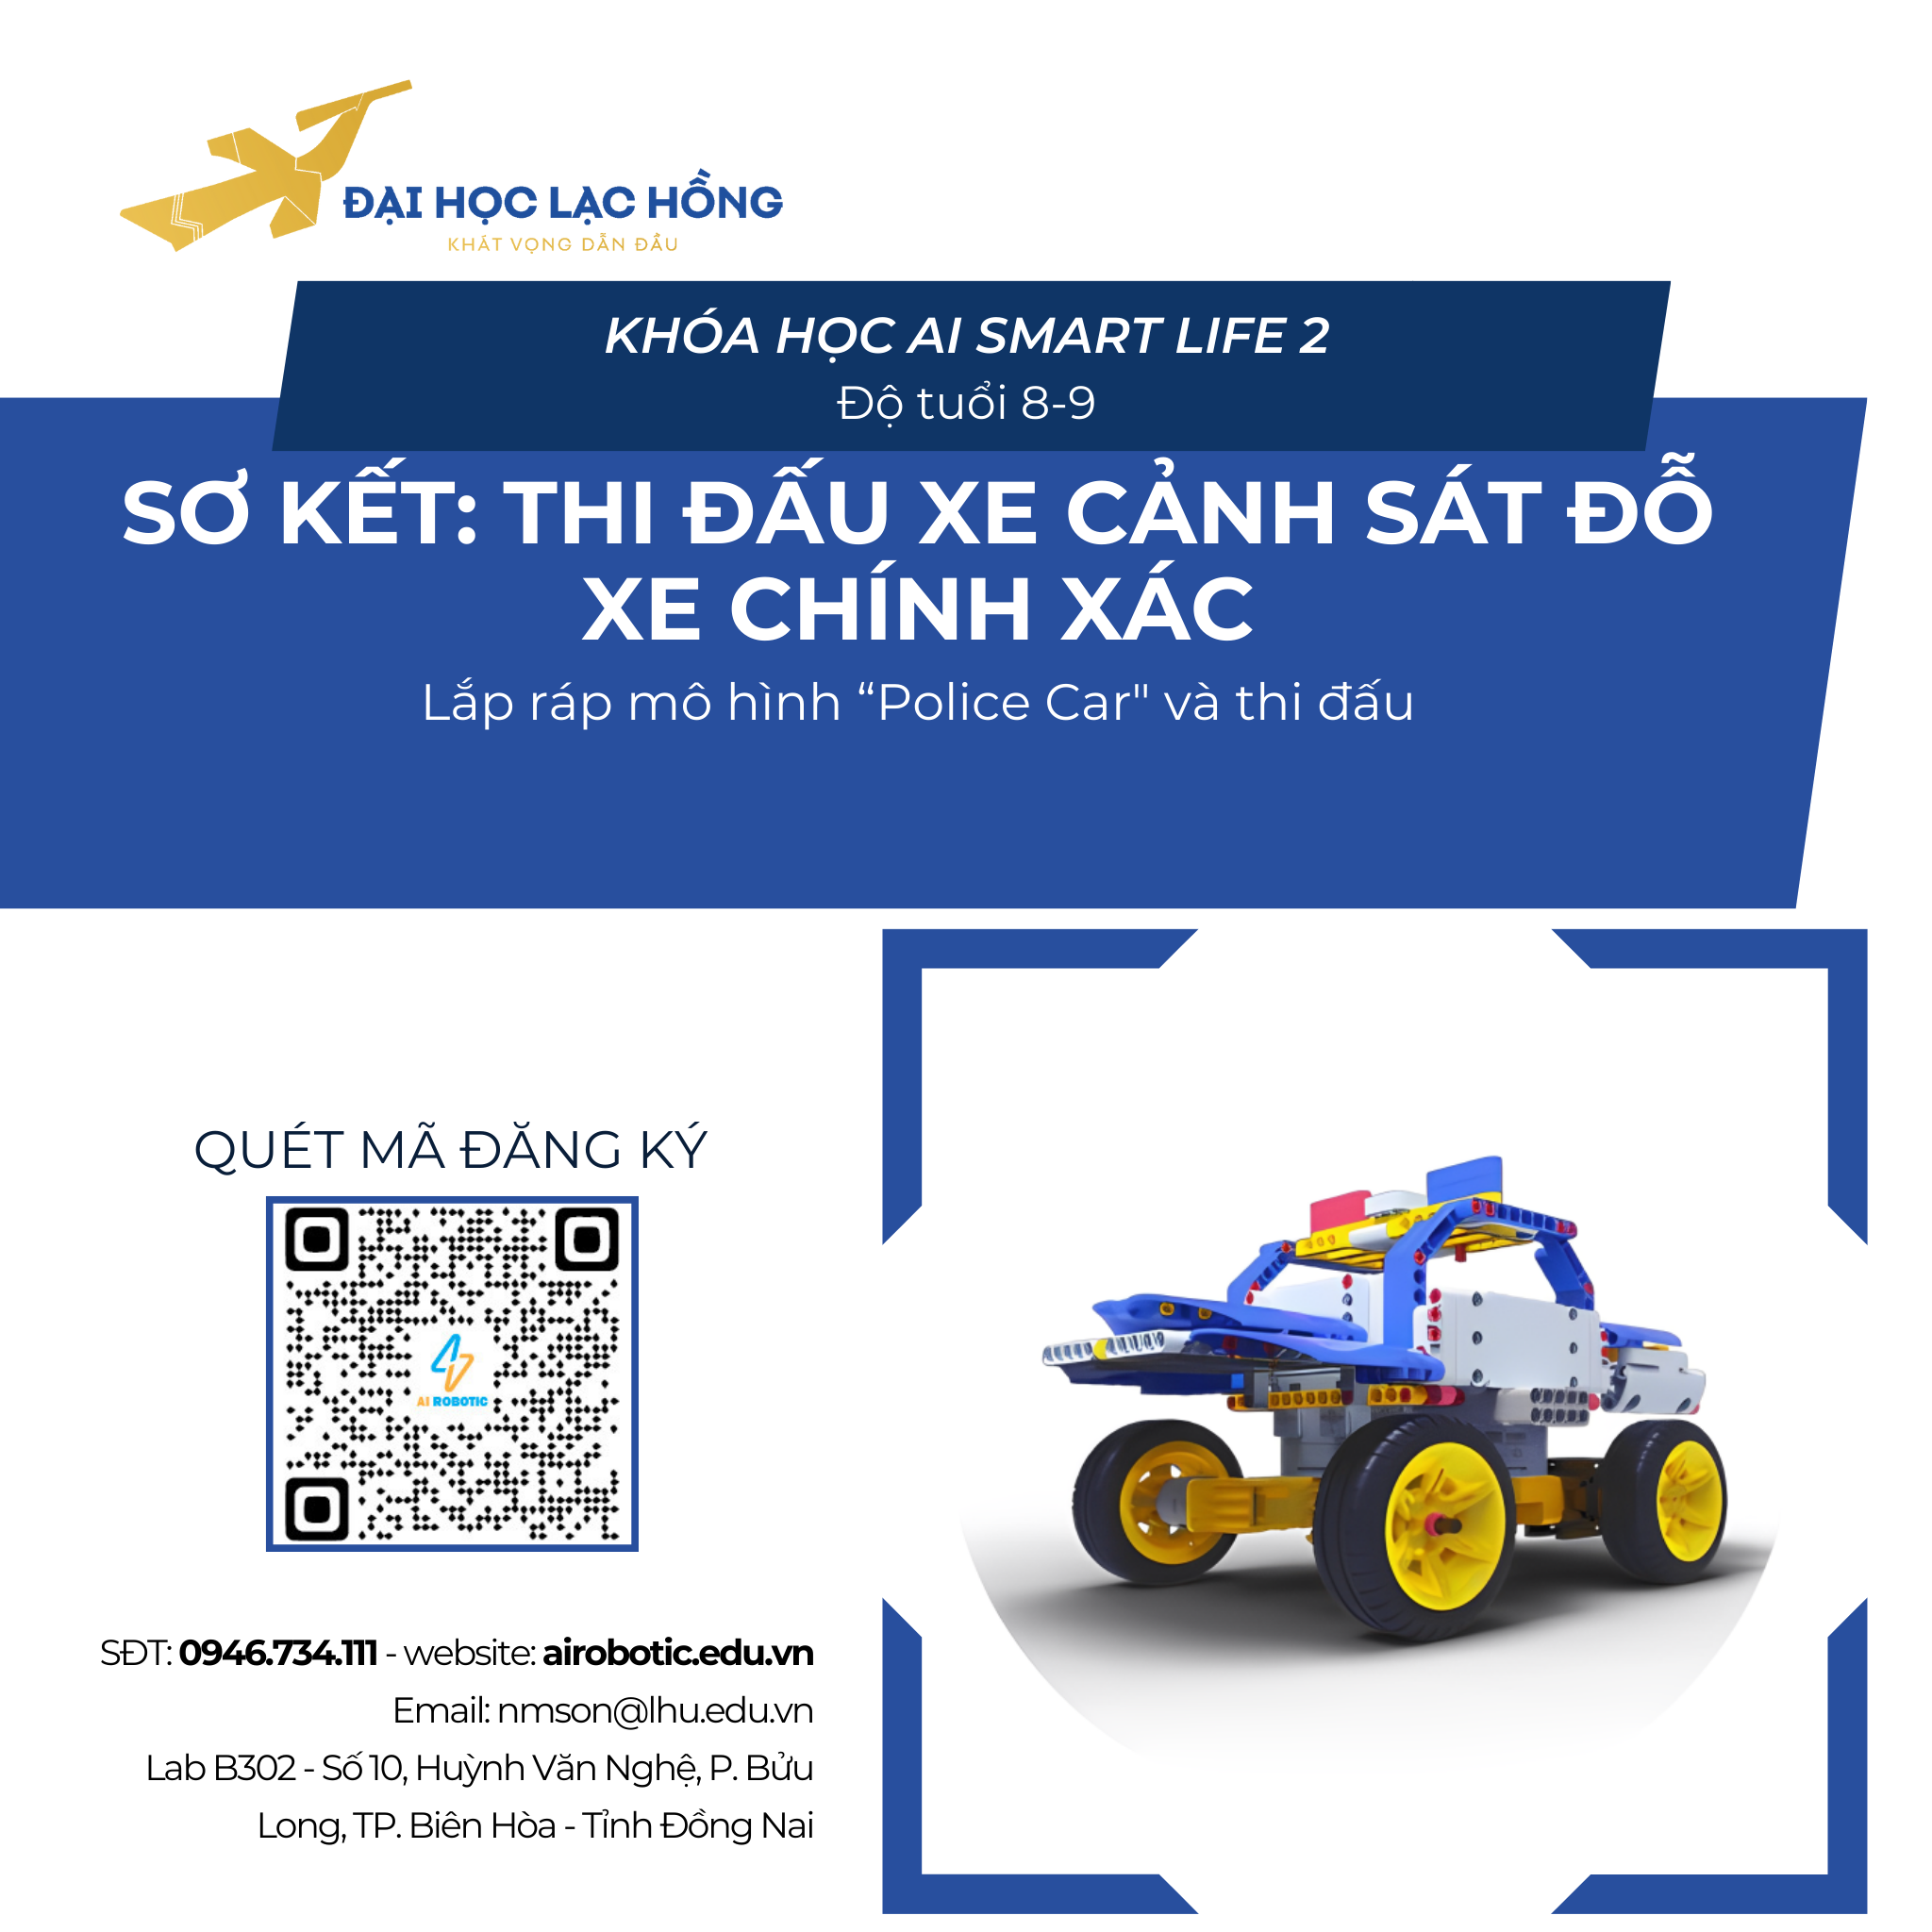 ĐẠI HỌC LẠC HỒNG
KHÁT VỌNG DẪN ĐẦU
KHÓA HỌC AI SMART LIFE 2
Độ tuổi 8-9
SƠ KẾT: THI ĐẤU XE CẢNH SÁT ĐỖ
XE CHÍNH XÁC
Lắp ráp mô hình “Police Car" và thi đấu
QUÉT MÃ ĐĂNG KÝ
AI ROBOTIC
SĐT: 0946.734.111 - website: airobotic.edu.vn
Email: nmson@lhu.edu.vn
Lab B302 - Số 10, Huỳnh Văn Nghệ, P. Bửu
Long, TP. Biên Hòa - Tỉnh Đồng Nai